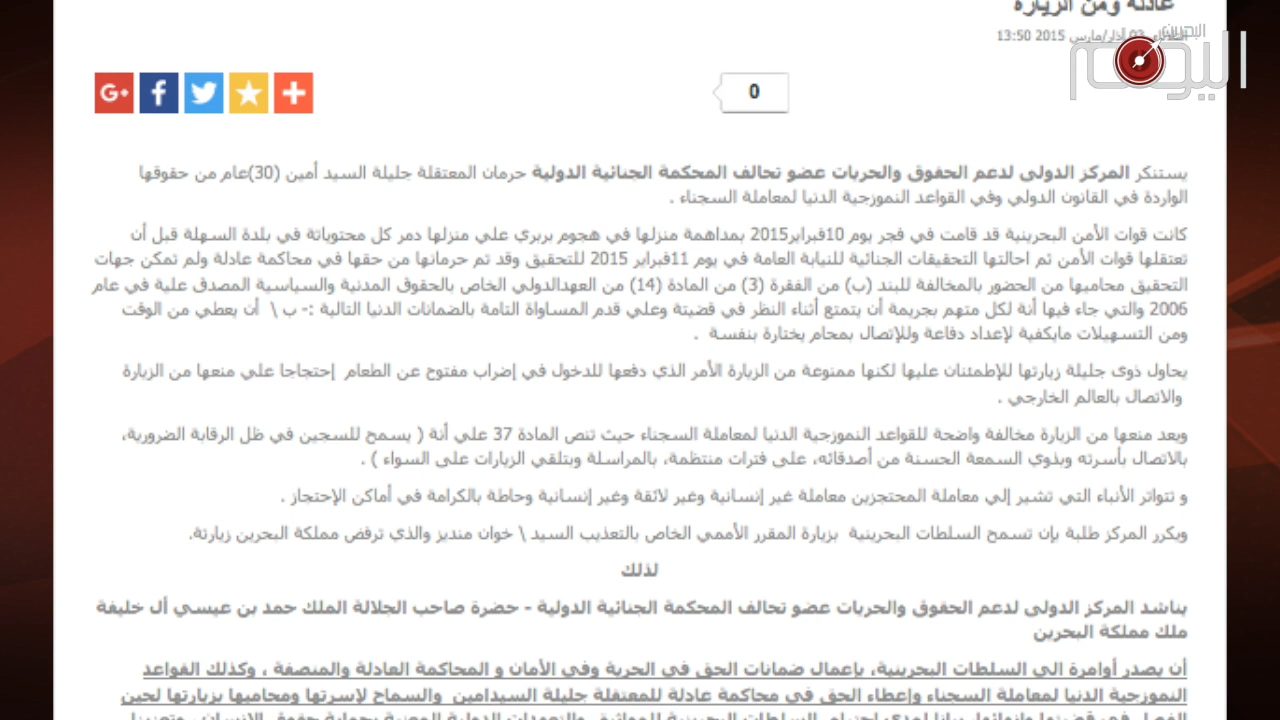 عادلة ومن الزيارة
الثلاثاء، 03 آذار/مارس 2015 13:50
البحرين
اليوم
G+ f
0
يستنكر المركز الدولى لدعم الحقوق والحريات عضو تحالف المحكمة الجنائية الدولية حرمان المعتقلة جليلة السيد أمين (30)عام من حقوقها
الواردة في القانون الدولي وفي القواعد النموزجية الدنيا لمعاملة السجناء .
كانت قوات الأمن البحرينية قد قامت في فجر يوم 10فبراير2015 بمداهمة منزلها في هجوم بربري علي منزلها دمر كل محتوياتة في بلدة السهلة قبل أن
تعتقلها قوات الأمن ثم احالتها التحقيقات الجنائية للنيابة العامة في يوم 11فبراير 2015 للتحقيق وقد تم حرمانها من حقها في محاكمة عادلة ولم تمكن جهات
التحقيق محاميها من الحضور بالمخالفة للبند (ب) من الفقرة (3) من المادة (14) من العهدالدولي الخاص بالحقوق المدنية والسياسية المصدق علية في عام
2006 والتي جاء فيها أنة لكل متهم بجريمة أن يتمتع أثناء النظر في قضيتة وعلي قدم المساواة التامة بالضمانات الدنيا التالية :- ب \ أن يعطي من الوقت
ومن التسهيلات مايكفية لإعداد دفاعة وللإتصال بمحام يختارة بنفسة .
يحاول ذوى جليلة زيارتها للإطمئنان عليها لكنها ممنوعة من الزيارة الأمر الذي دفعها للدخول في إضراب مفتوح عن الطعام إحتجاجا علي منعها من الزيارة
والاتصال بالعالم الخارجي .
ويعد منعها من الزيارة مخالفة واضحة للقواعد النموزجية الدنيا لمعاملة السجناء حيث تنص المادة 37 علي أنة ( يسمح للسجين في ظل الرقابة الضرورية،
بالاتصال بأسرته وبذوي السمعة الحسنة من أصدقائه، على فترات منتظمة، بالمراسلة وبتلقي الزيارات على السواء ) .
و تتواتر الأنباء التي تشير إلي معاملة المحتجزين معاملة غير إنسانية وغير لائقة وغير إنسانية وحاطة بالكرامة في أماكن الإحتجاز .
ويكرر المركز طلبة بإن تسمح السلطات البحرينية بزيارة المقرر الأممي الخاص بالتعذيب السيد \ خوان منديز والذي ترفض مملكة البحرين زيارتة.
لذلك
يناشد المركز الدولى لدعم الحقوق والحريات عضو تحالف المحكمة الجنائية الدولية - حضرة صاحب الجلالة الملك حمد بن عيسي أل خليفة
ملك مملكة البحرين
أن يصدر أوامرة الي السلطات البحرينية، بإعمال ضمانات الحق في الحرية وفي الأمان و المحاكمة العادلة والمنصفة ، وكذلك القواعد
النموزجية الدنيا لمعاملة السجناء وإعطاء الحق في محاكمة عادلة للمعتقلة جليلة السيدامين والسماح لإسرتها ومحاميها بزيارتها لحين